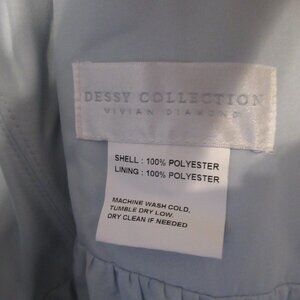 DESSY COLLECTION
VIVIAN DIAMOND
SHELL : 100% POLYESTER
LINING : 100% POLYESTER
MACHINE WASH COLD,
TUMBLE DRY LOW.
DRY CLEAN IF NEEDED